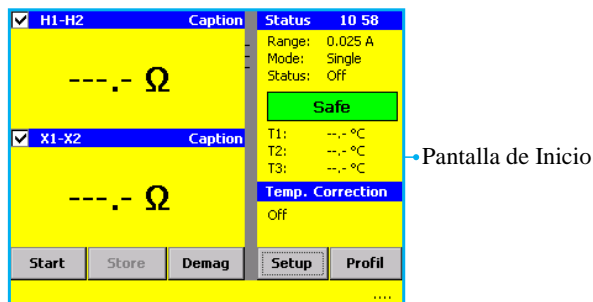 H1-H2 Caption
---.- Ω
X1-X2 Caption
---.- Ω
Start Store Demag
Status 10 58
Range: 0.025 A
Mode: Single
Status: Off
Safe
T1: --.- °C
T2: --.- °C
T3: --.- °C
Temp. Correction
Off
Setup Profil
....
Pantalla de Inicio